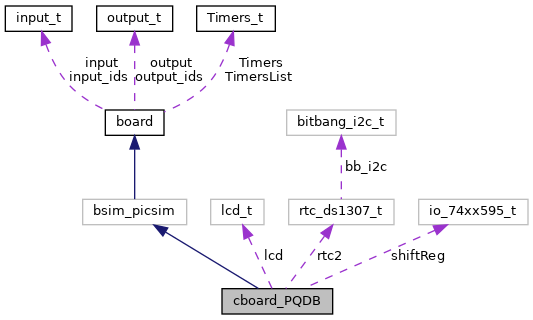 input_t
output_t
Timers_t
input
input_ids
output
output_ids
Timers
TimersList
board
bitbang_i2c_t
bb_i2c
bsim_picsim
lcd_t
rtc_ds1307_t
io_74xx595_t
lcd
rtc2
shiftReg
cboard_PQDB